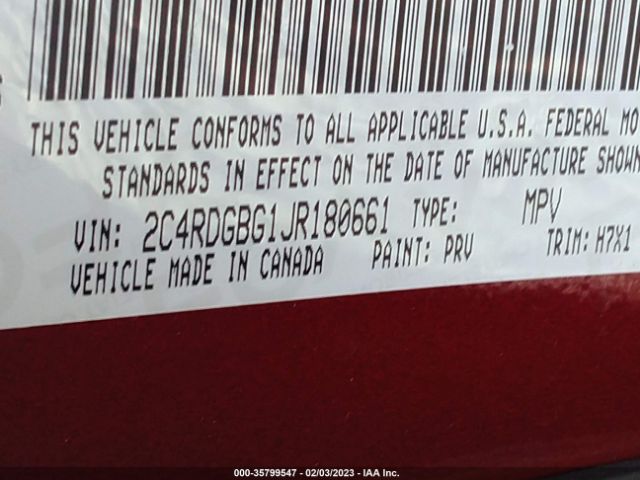 THIS VEHICLE CONFORMS TO ALL APPLICABLE U.S.A. FEDERAL MO
STANDARDS IN EFFECT ON THE DATE OF MANUFACTURE SHOWN
VIN: 2C4RDGBG1JR180661 TYPE: MPV
VEHICLE MADE IN CANADA PAINT: PRV TRIM: H7X1
000-35799547 - 02/03/2023 - IAA Inc.